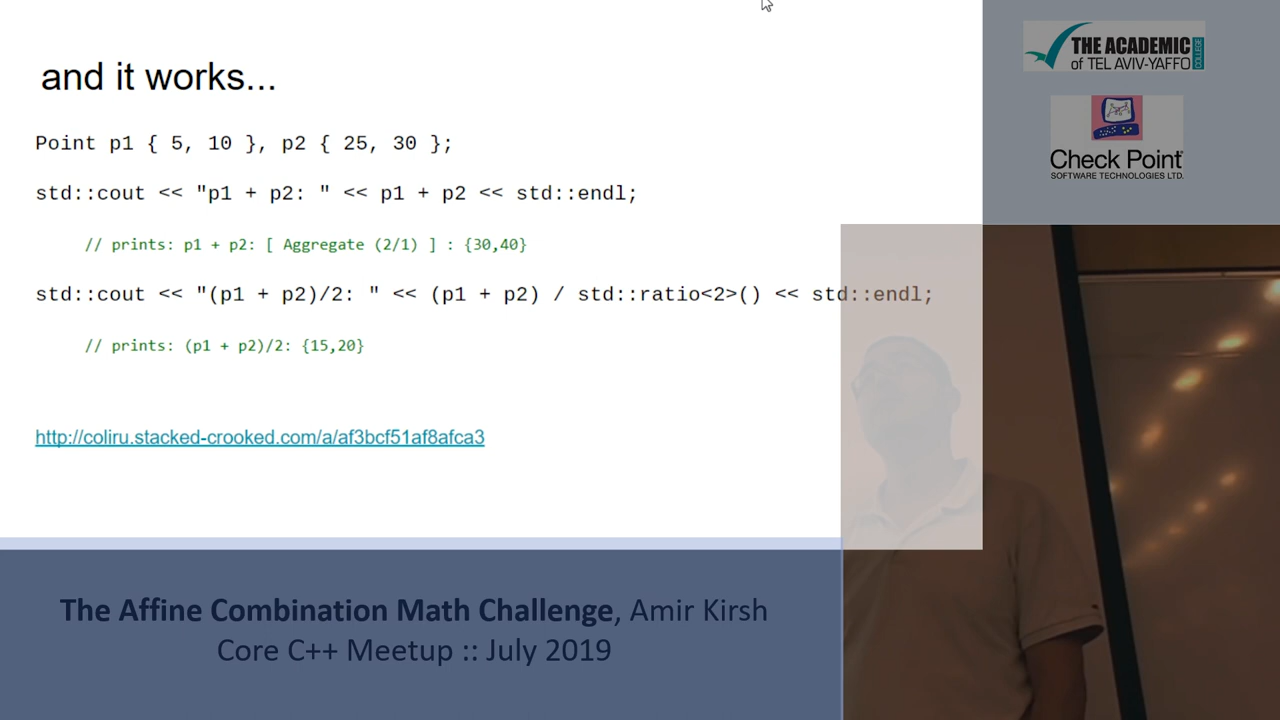 and it works...
Point p1 { 5, 10 }, p2 { 25, 30 };
std::cout << "p1 + p2: " << p1 + p2 << std::endl;
// prints: p1 + p2: [ Aggregate (2/1) ] : {30,40}
std::cout << "(p1 + p2)/2: " << (p1 + p2) / std::ratio<2>() << std::endl;
// prints: (p1 + p2)/2: {15,20}
http://coliru.stacked-crooked.com/a/af3bcf51af8afca3
THE ACADEMIC
of TEL AVIV-YAFFO
COLLEGE
Check Point
SOFTWARE TECHNOLOGIES LTD.
The Affine Combination Math Challenge, Amir Kirsh
Core C++ Meetup :: July 2019